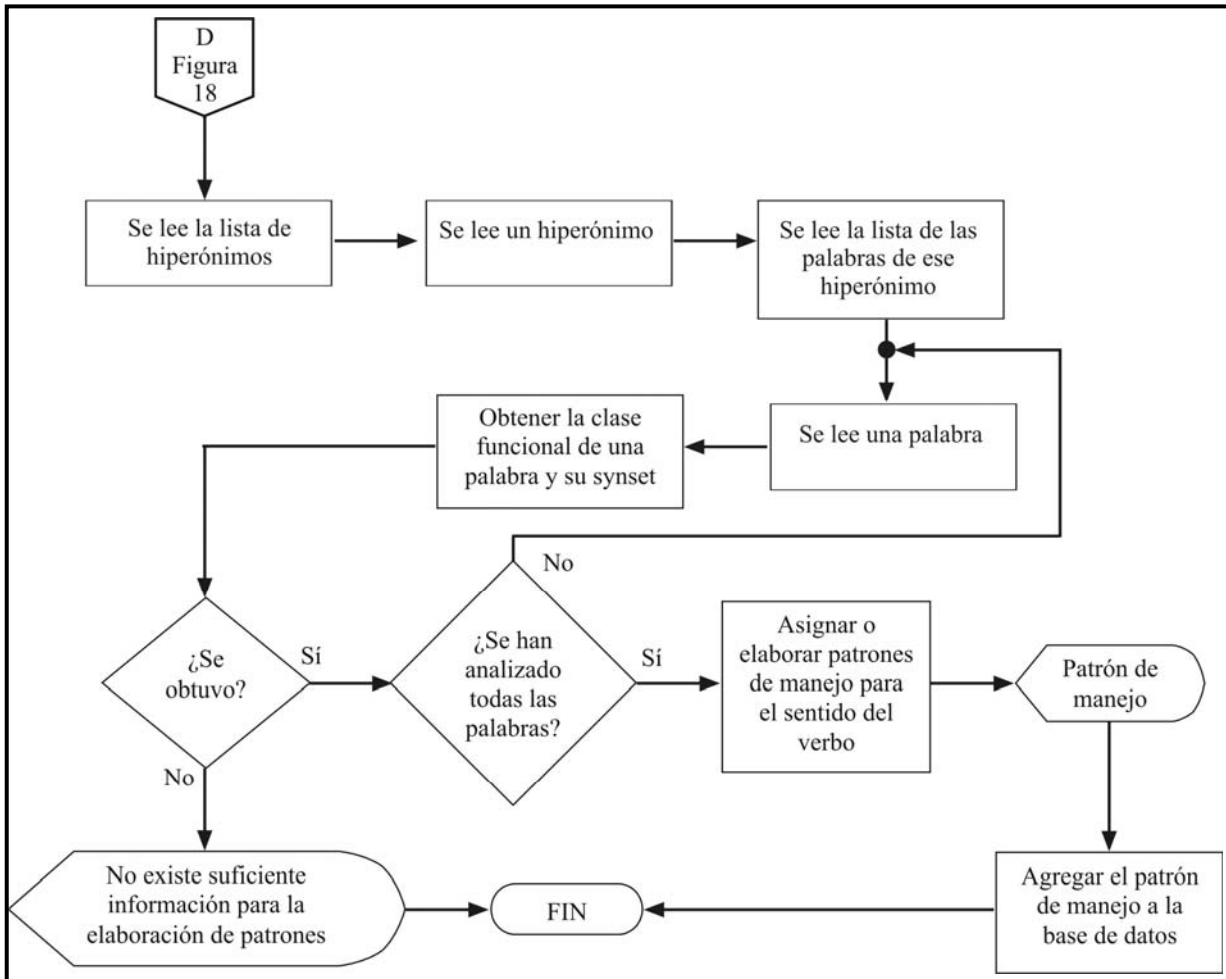 D
Figura
18
Se lee la lista de
hiperónimos
Se lee un hiperónimo
Se lee la lista de las
palabras de ese
hiperónimo
Se lee una palabra
Obtener la clase
funcional de una
palabra y su synset
¿Se
obtuvo?
Sí
No
¿Se han
analizado
todas las
palabras?
No
Sí
Asignar o
elaborar patrones
de manejo para
el sentido del
verbo
Patrón de
manejo
Agregar el patrón
de manejo a la
base de datos
No existe suficiente
información para la
elaboración de patrones
FIN